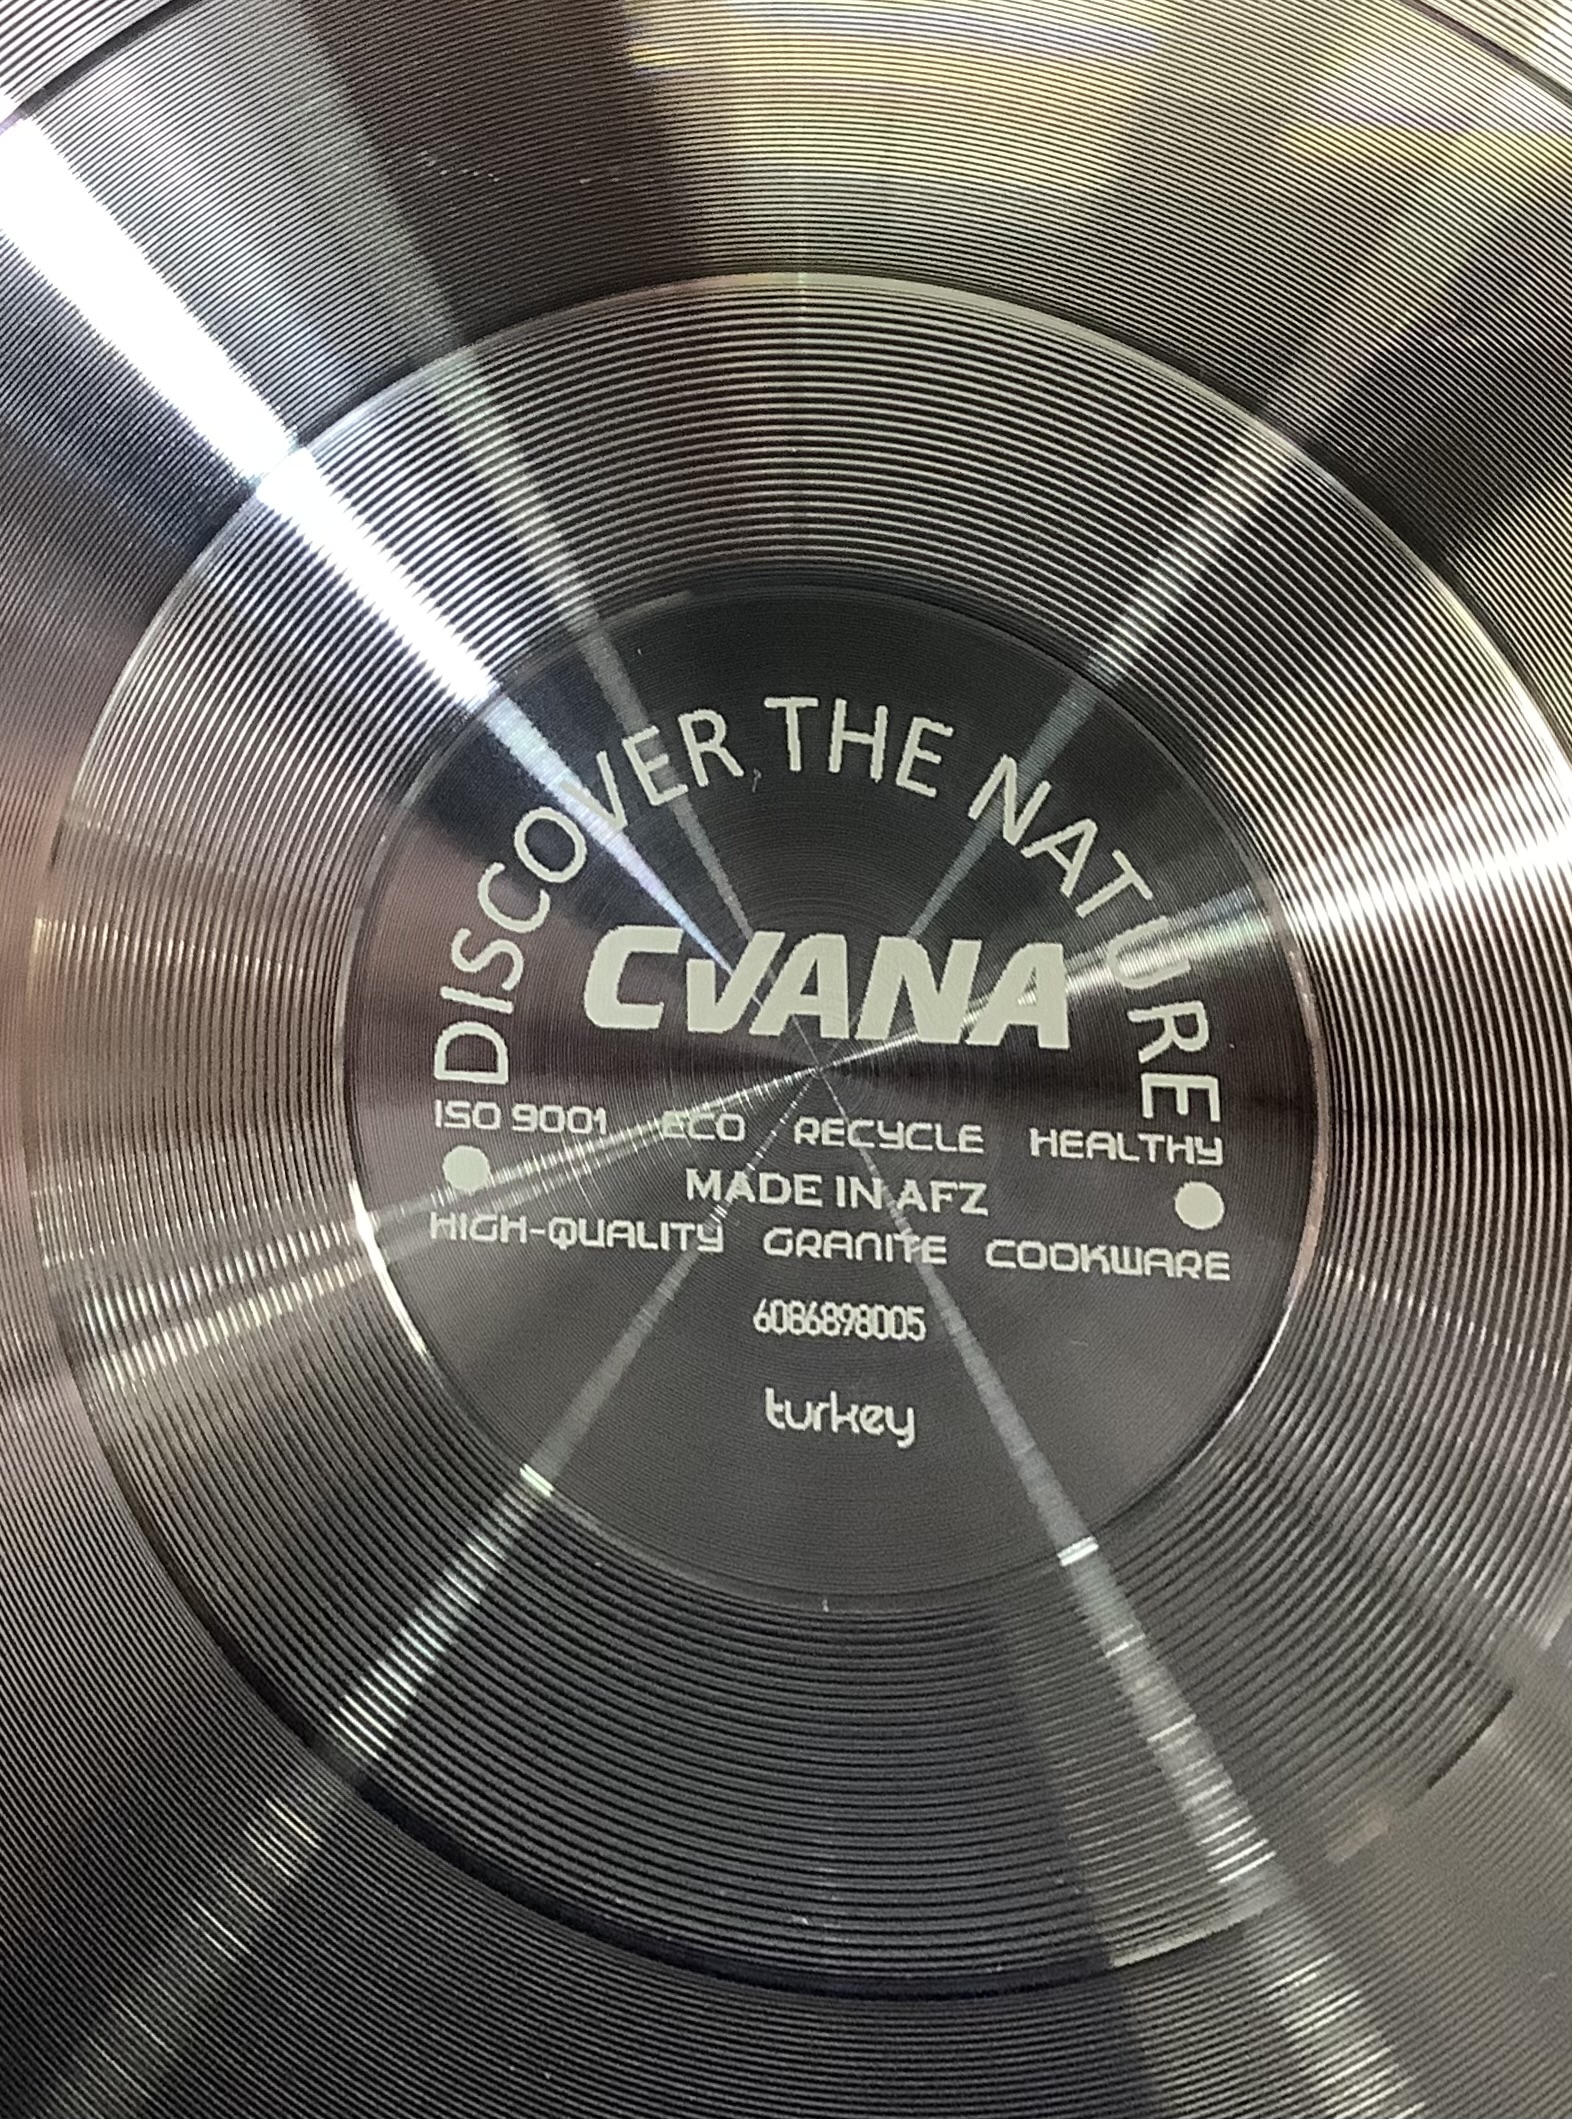 DISCOVER THE NATURE
CVANA
ISO 9001 ECO RECYCLE HEALTHY
MADE IN AFZ
HIGH-QUALITY GRANITE COOKWARE
6086898005
turkey